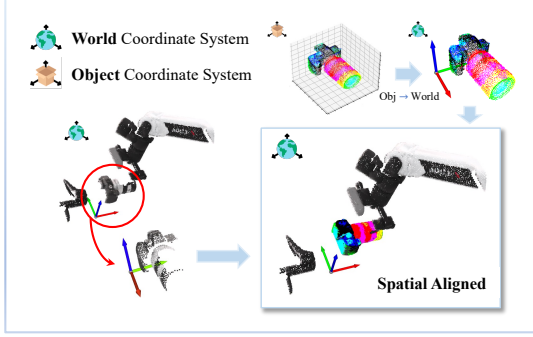 World Coordinate System
Object Coordinate System
Obj → World
Spatial Aligned